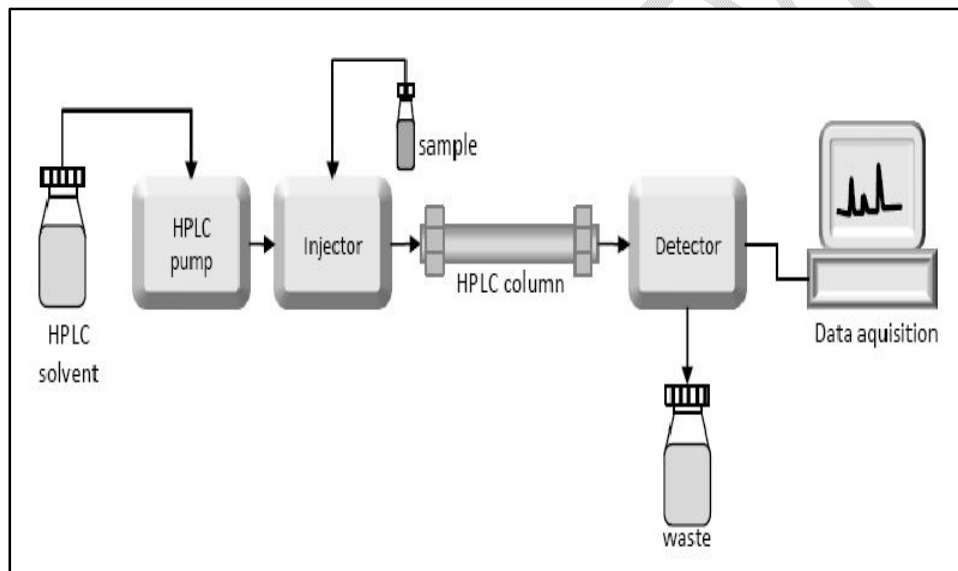 sample
HPLC
pump
Injector
Detector
HPLC column
HPLC
solvent
Data aquisition
waste